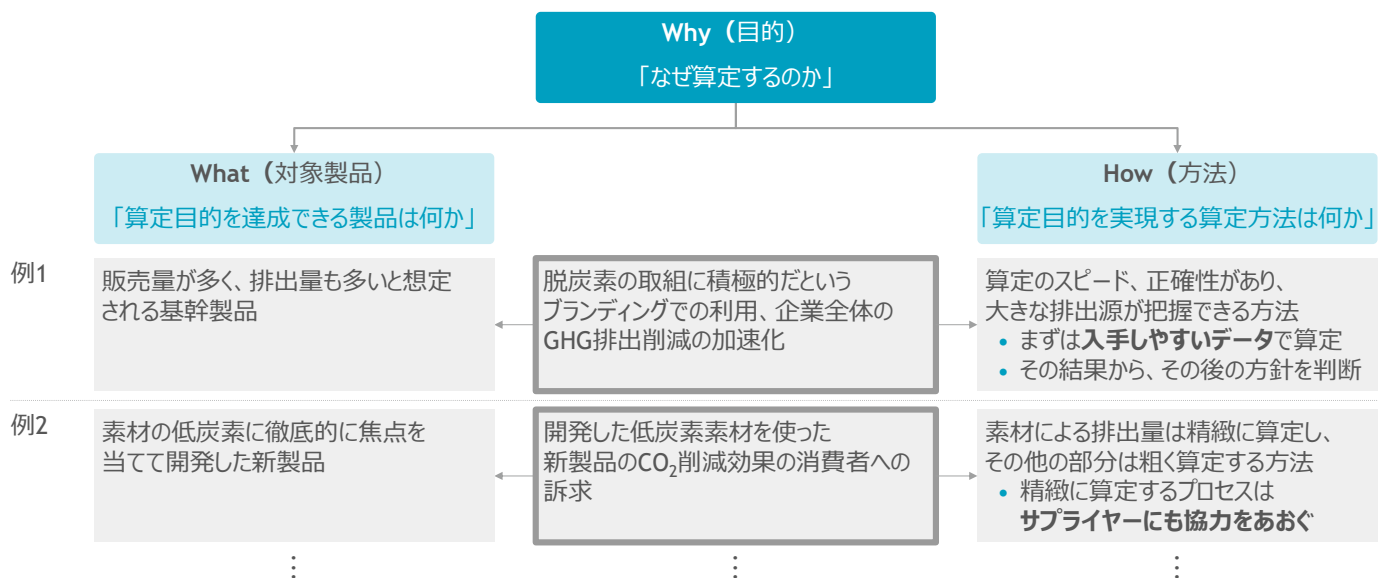 Why（目的）
「なぜ算定するのか」
What（対象製品）
「算定目的を達成できる製品は何か」
How（方法）
「算定目的を実現する算定方法は何か」
例1
販売量が多く、排出量も多いと想定
される基幹製品
脱炭素の取組に積極的だという
ブランディングでの利用、企業全体の
GHG排出削減の加速化
算定のスピード、正確性があり、
大きな排出源が把握できる方法
• まずは入手しやすいデータで算定
• その結果から、その後の方針を判断
例2
素材の低炭素に徹底的に焦点を
当てて開発した新製品
開発した低炭素素材を使った
新製品のCO₂削減効果の消費者への
訴求
素材による排出量は精緻に算定し、
その他の部分は粗く算定する方法
• 精緻に算定するプロセスは
サプライヤーにも協力をあおぐ
⋮
⋮
⋮